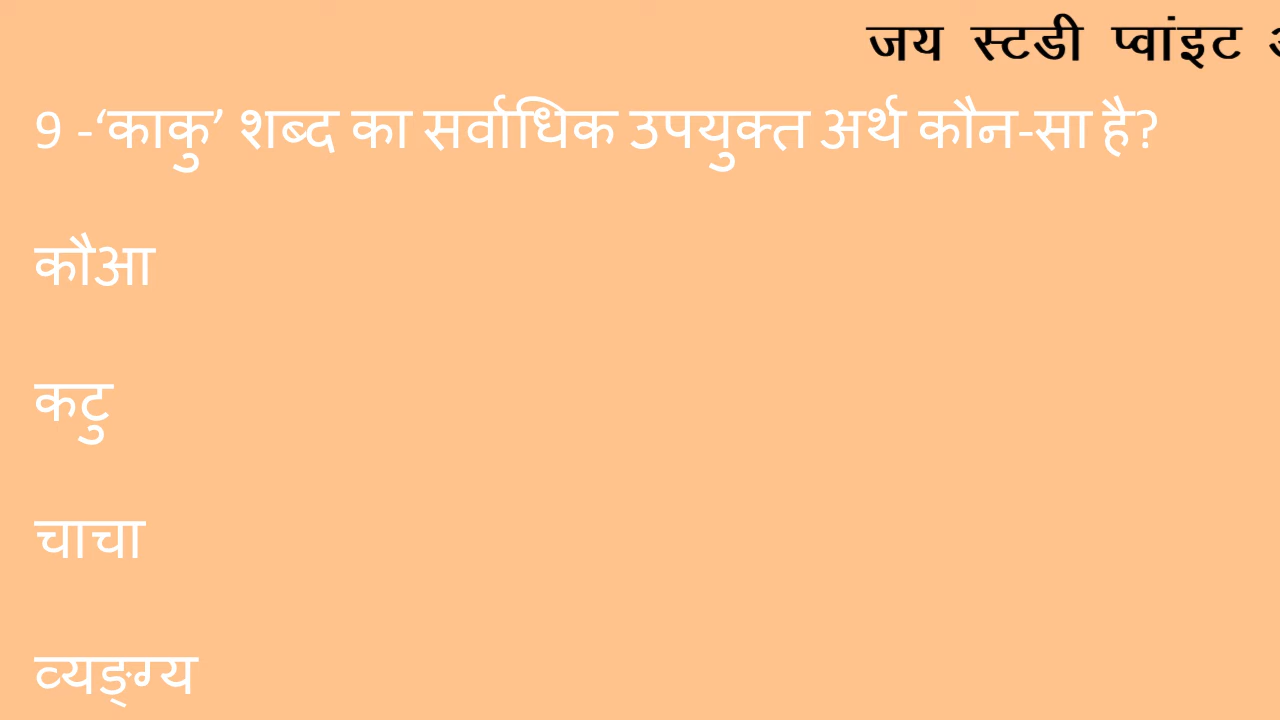 जय स्टडी प्वांइट
9 -‘काकु’ शब्द का सर्वाधिक उपयुक्त अर्थ कौन-सा है?
कौआ
कटु
चाचा
व्यङ्ग्य